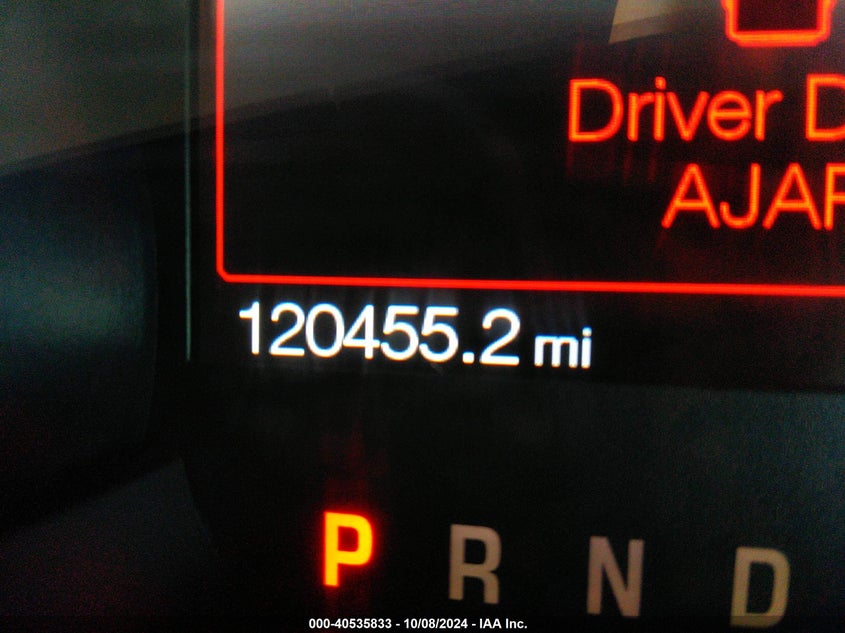 Driver D
AJAR
120455.2 mi
P R N D
000-40535833 - 10/08/2024 - IAA Inc.